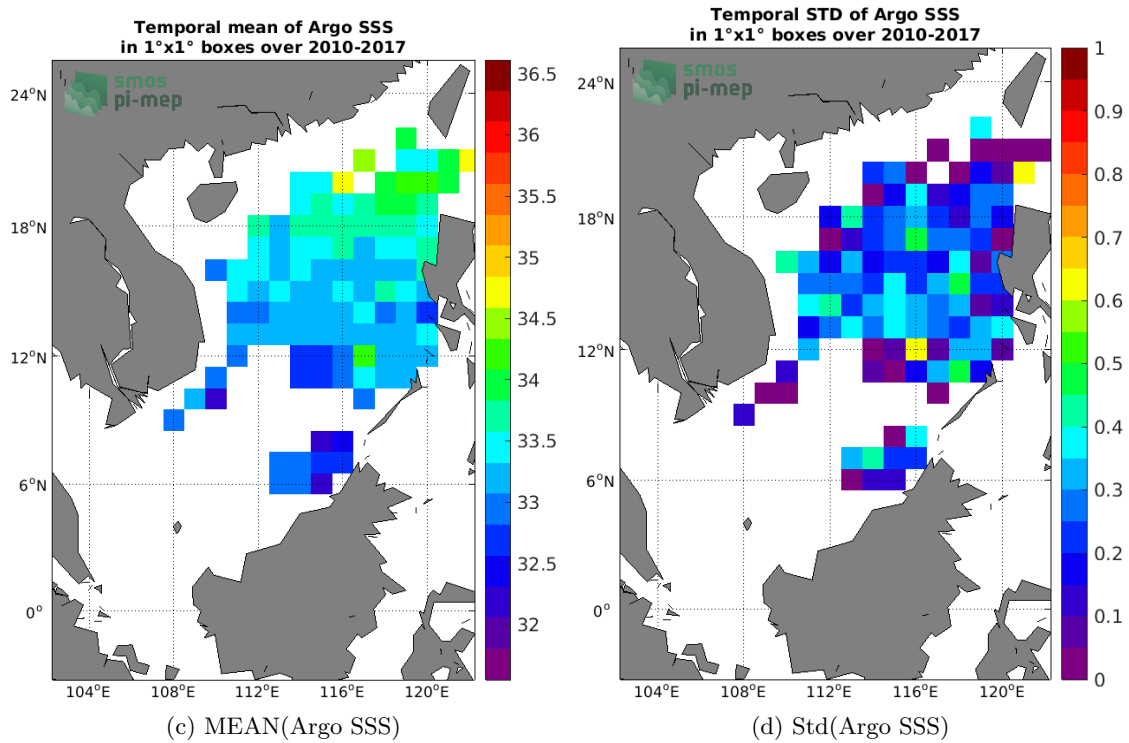 Temporal mean of Argo SSS
in 1°x1° boxes over 2010-2017
smos
pi-mep
24°N
18°N
12°N
6°N
0°
104°E
108°E
112°E
116°E
120°E
36.5
36
35.5
35
34.5
34
33.5
33
32.5
32
(c) MEAN(Argo SSS)
Temporal STD of Argo SSS
in 1°x1° boxes over 2010-2017
smos
pi-mep
24°N
18°N
12°N
6°N
0°
104°E
108°E
112°E
116°E
120°E
1
0.9
0.8
0.7
0.6
0.5
0.4
0.3
0.2
0.1
0
(d) Std(Argo SSS)